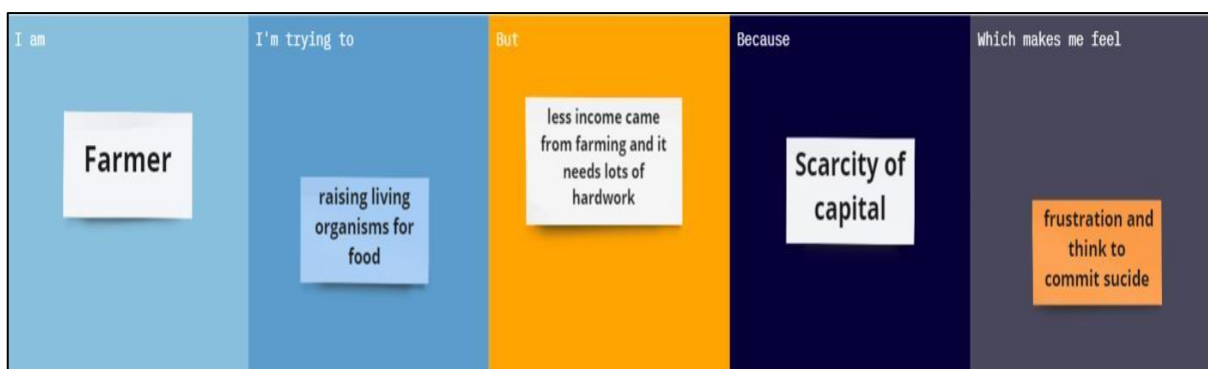 I am
Farmer
I'm trying to
raising living
organisms for
food
But
less income came
from farming and it
needs lots of
hardwork
Because
Scarcity of
capital
Which makes me feel
frustration and
think to
commit sucide